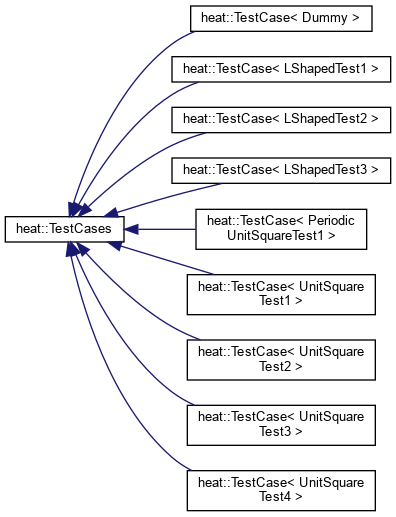 heat::TestCase< Dummy >
heat::TestCase< LShapedTest1 >
heat::TestCase< LShapedTest2 >
heat::TestCase< LShapedTest3 >
heat::TestCases
heat::TestCase< Periodic
UnitSquareTest1 >
heat::TestCase< UnitSquare
Test1 >
heat::TestCase< UnitSquare
Test2 >
heat::TestCase< UnitSquare
Test3 >
heat::TestCase< UnitSquare
Test4 >